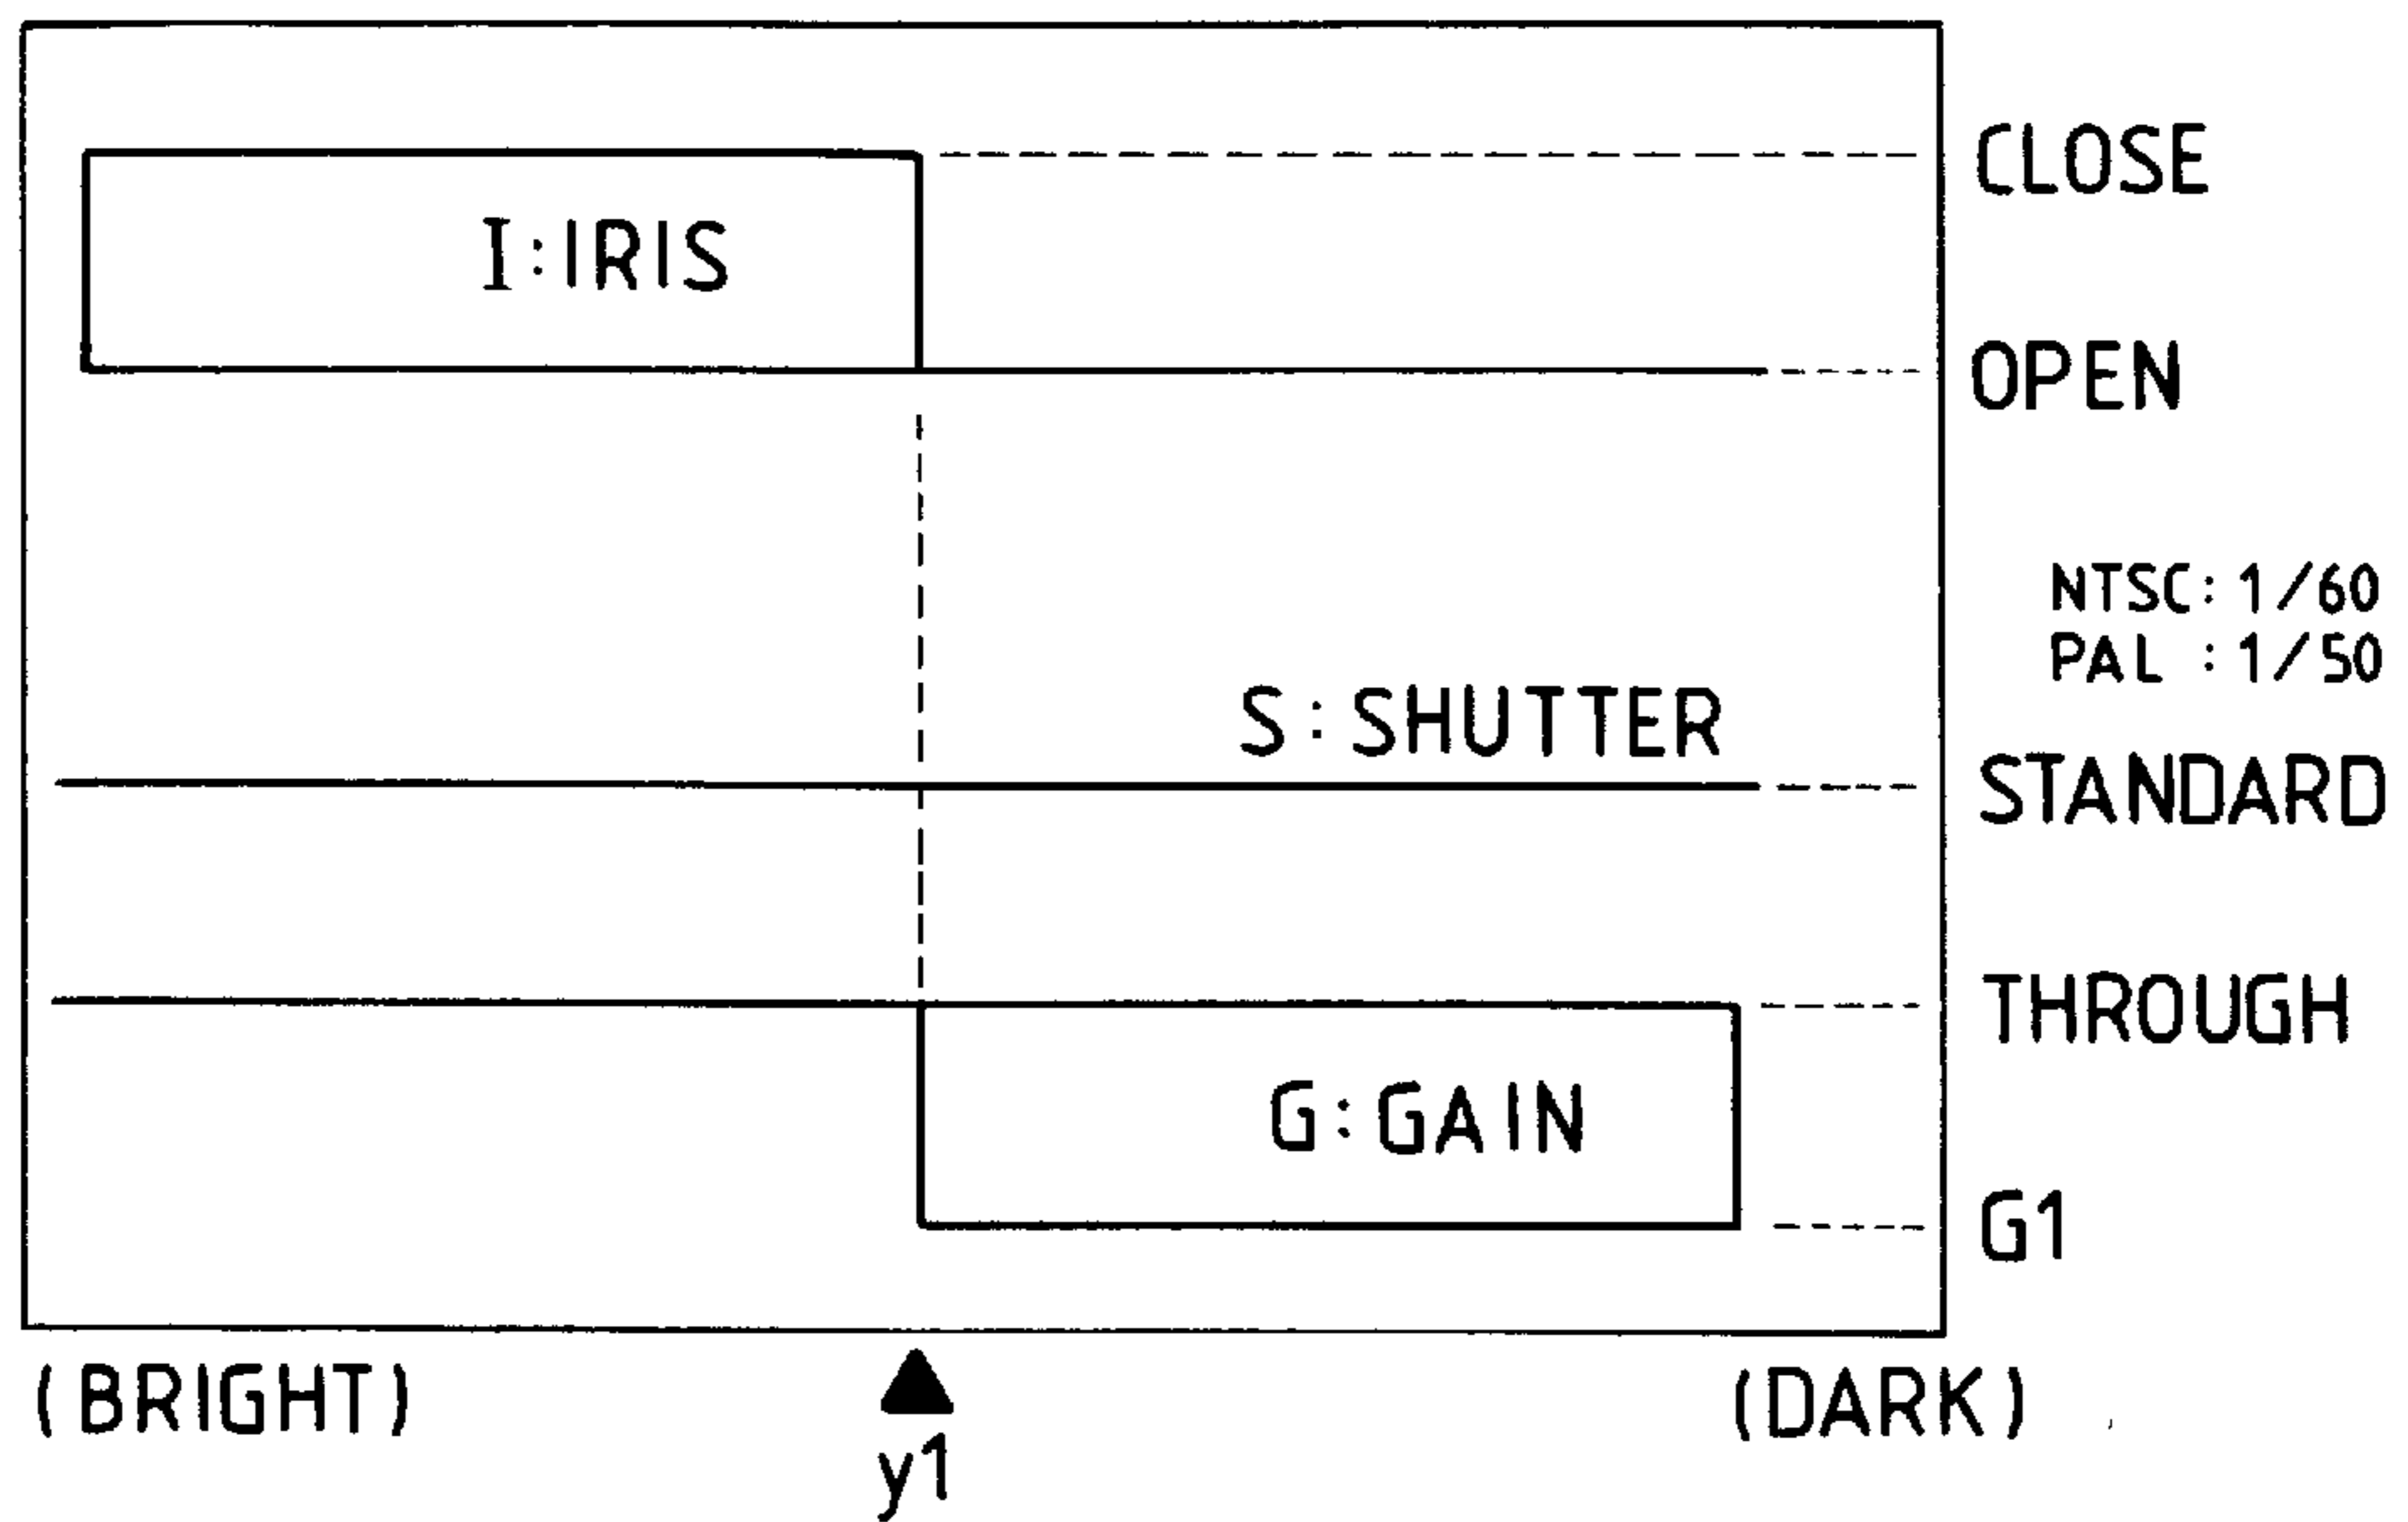 CLOSE
I:IRIS
OPEN
NTSC: 1/60
PAL : 1/50
S:SHUTTER
STANDARD
THROUGH
G:GAIN
G1
(BRIGHT)
(DARK)
y1